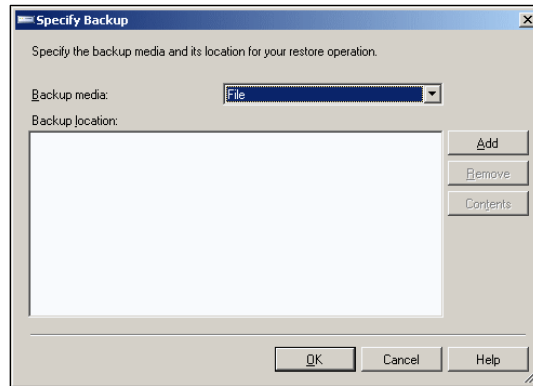 Specify Backup
Specify the backup media and its location for your restore operation.
Backup media:
File
Backup location:
Add
Remove
Contents
OK
Cancel
Help